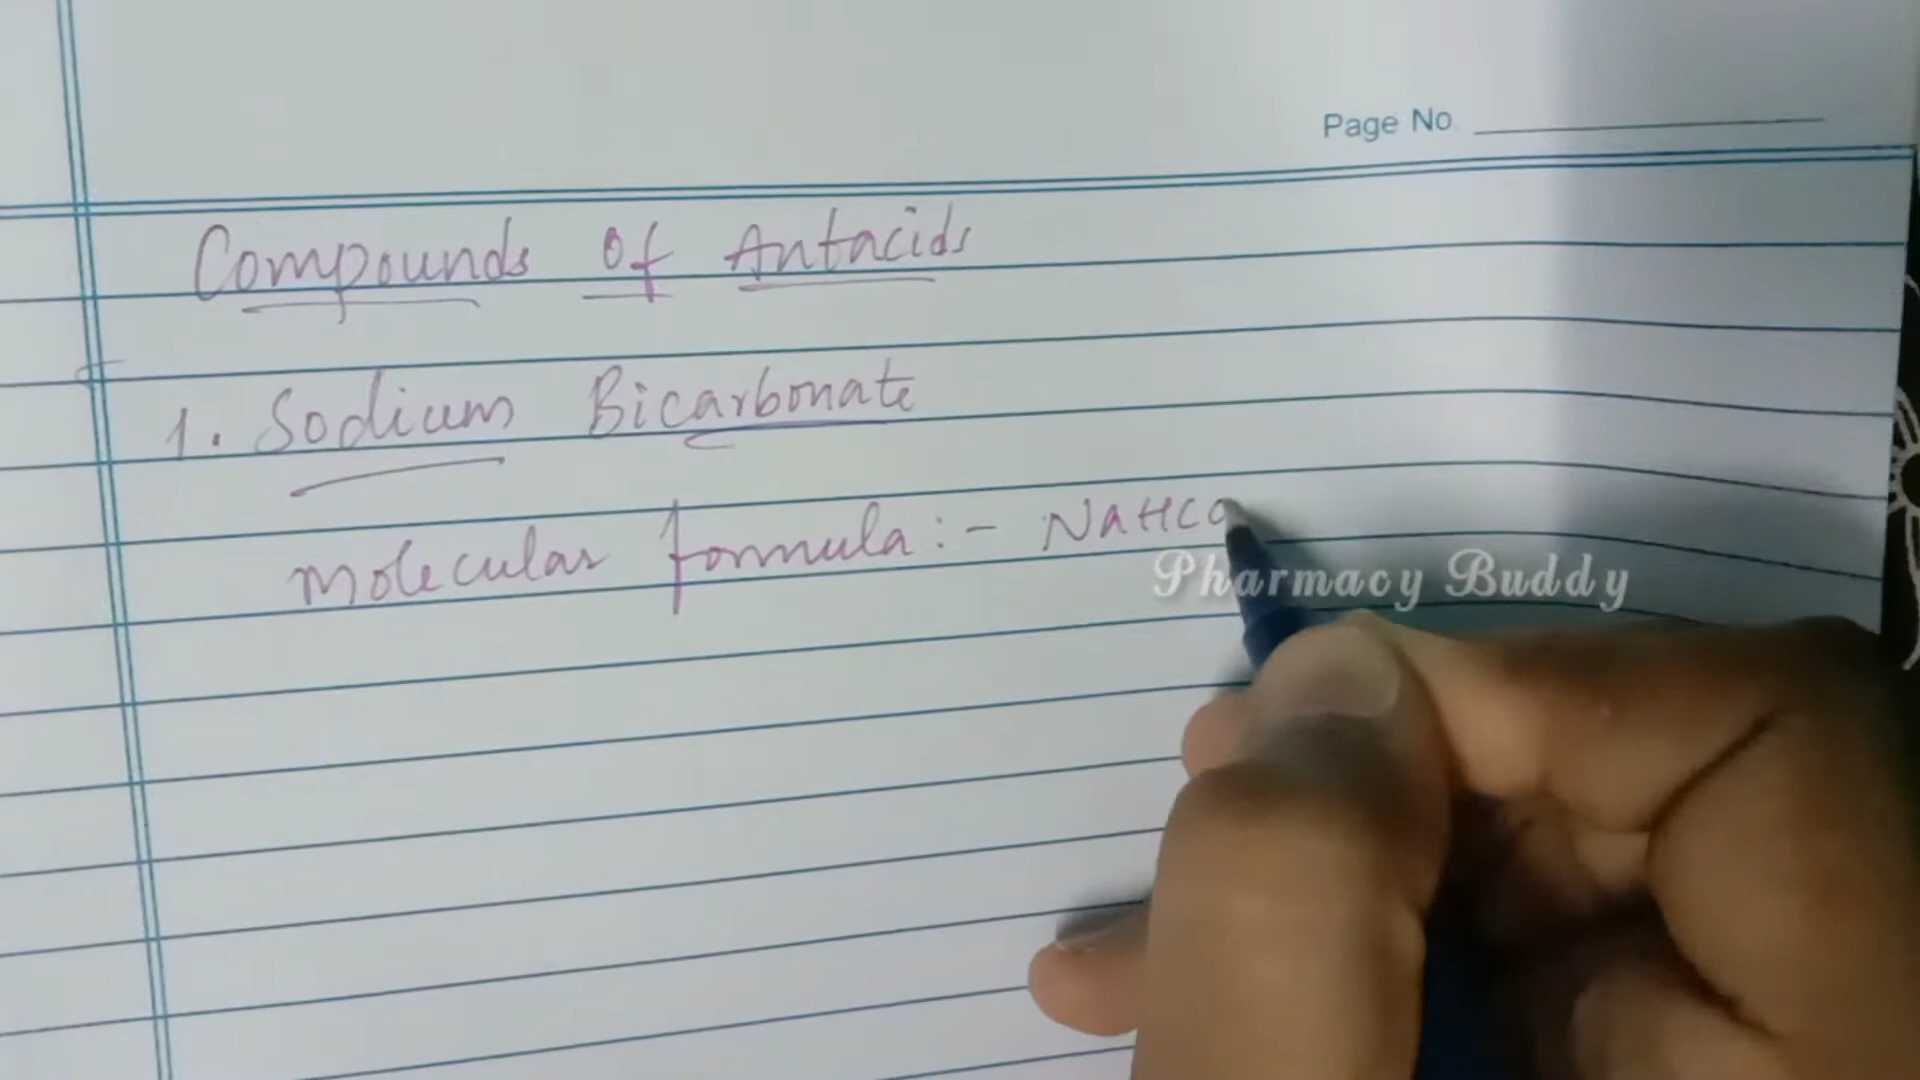 Page No
Compounds of Antacids
1. Sodium Bicarbonate
Molecular formula :- NaHCO
Pharmacy Buddy